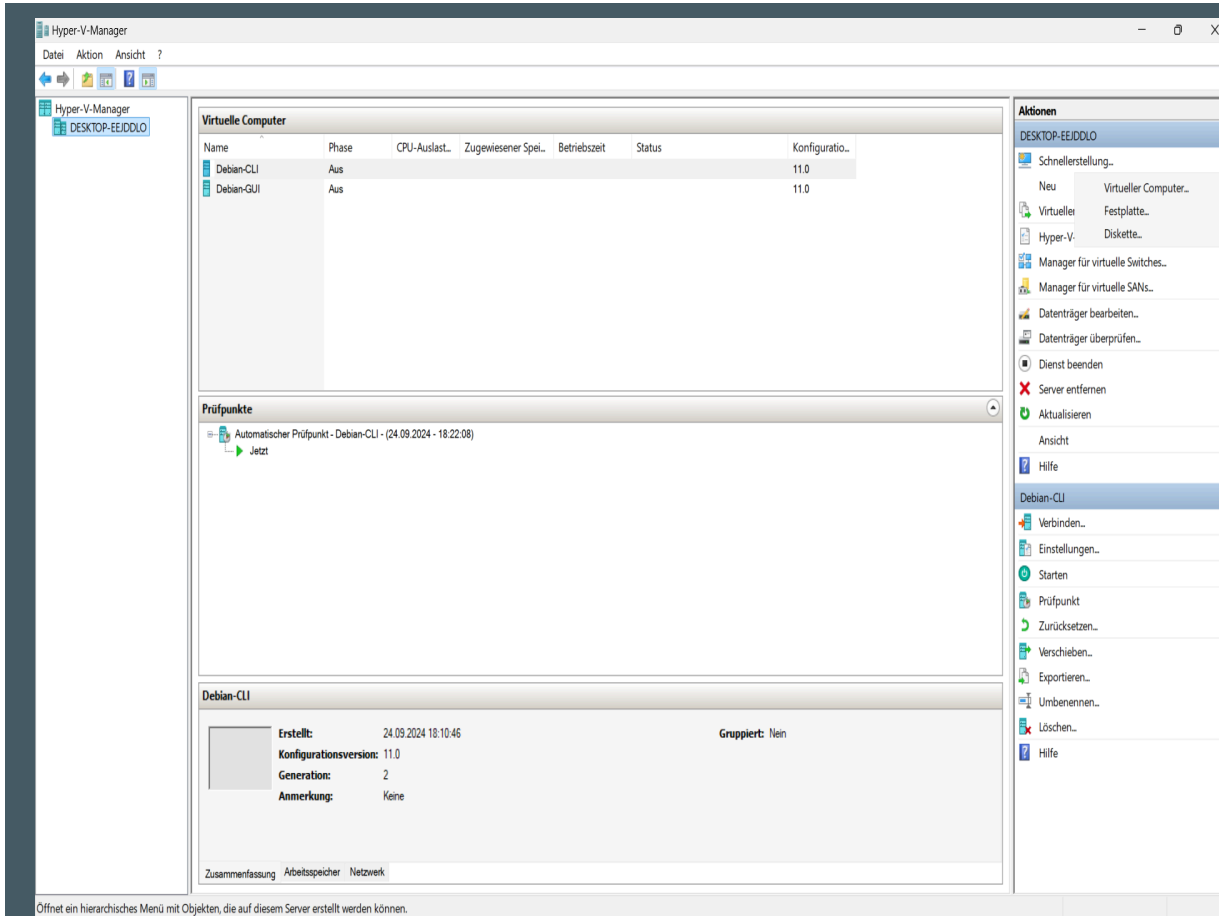 Hyper-V-Manager
Datei Aktion Ansicht ?
Hyper-V-Manager
DESKTOP-EEJDDLO
Virtuelle Computer
Name Phase CPU-Auslast... Zugewiesener Spei... Betriebszeit Status Konfiguratio...
Debian-CLI Aus 11.0
Debian-GUI Aus 11.0
Prüfpunkte
Automatischer Prüfpunkt - Debian-CLI - (24.09.2024 - 18:22:08)
Jetzt
Debian-CLI
Erstellt: 24.09.2024 18:10:46 Gruppiert: Nein
Konfigurationsversion: 11.0
Generation: 2
Anmerkung: Keine
Zusammenfassung Arbeitsspeicher Netzwerk
Aktionen
DESKTOP-EEJDDLO
Schnellerstellung...
Neu
Virtueller Computer...
Festplatte...
Diskette...
Hyper-V-
Manager für virtuelle Switches...
Manager für virtuelle SANs...
Datenträger bearbeiten...
Datenträger überprüfen...
Dienst beenden
Server entfernen
Aktualisieren
Ansicht
Hilfe
Debian-CLI
Verbinden...
Einstellungen...
Starten
Prüfpunkt
Zurücksetzen...
Verschieben...
Exportieren...
Umbenennen...
Löschen...
Hilfe
Öffnet ein hierarchisches Menü mit Objekten, die auf diesem Server erstellt werden können.